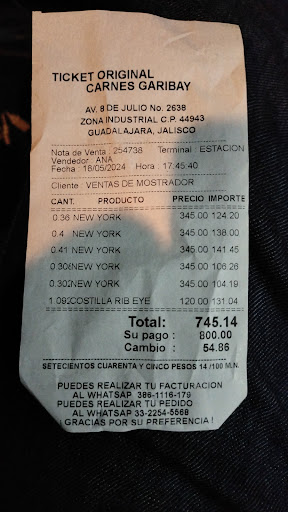 TICKET ORIGINAL
CARNES GARIBAY
AV. 8 DE JULIO No. 2638
ZONA INDUSTRIAL C.P. 44943
GUADALAJARA, JALISCO
Nota de Venta : 254738 Terminal : ESTACION
Vendedor : ANA
Fecha : 18/05/2024 Hora : 17:45:40
Cliente : VENTAS DE MOSTRADOR
CANT. PRODUCTO PRECIO IMPORTE
0.36 NEW YORK 345.00 124.20
0.4 NEW YORK 345.00 138.00
0.41 NEW YORK 345.00 141.45
0.308 NEW YORK 345.00 106.26
0.302 NEW YORK 345.00 104.19
1.092 COSTILLA RIB EYE 120.00 131.04
Total: 745.14
Su pago : 800.00
Cambio : 54.86
SETECIENTOS CUARENTA Y CINCO PESOS 14 /100 M.N.
PUEDES REALIZAR TU FACTURACION
AL WHATSAP 386-1116-179
PUEDES REALIZAR TU PEDIDO
AL WHATSAP 33-2254-5568
¡ GRACIAS POR SU PREFERENCIA !